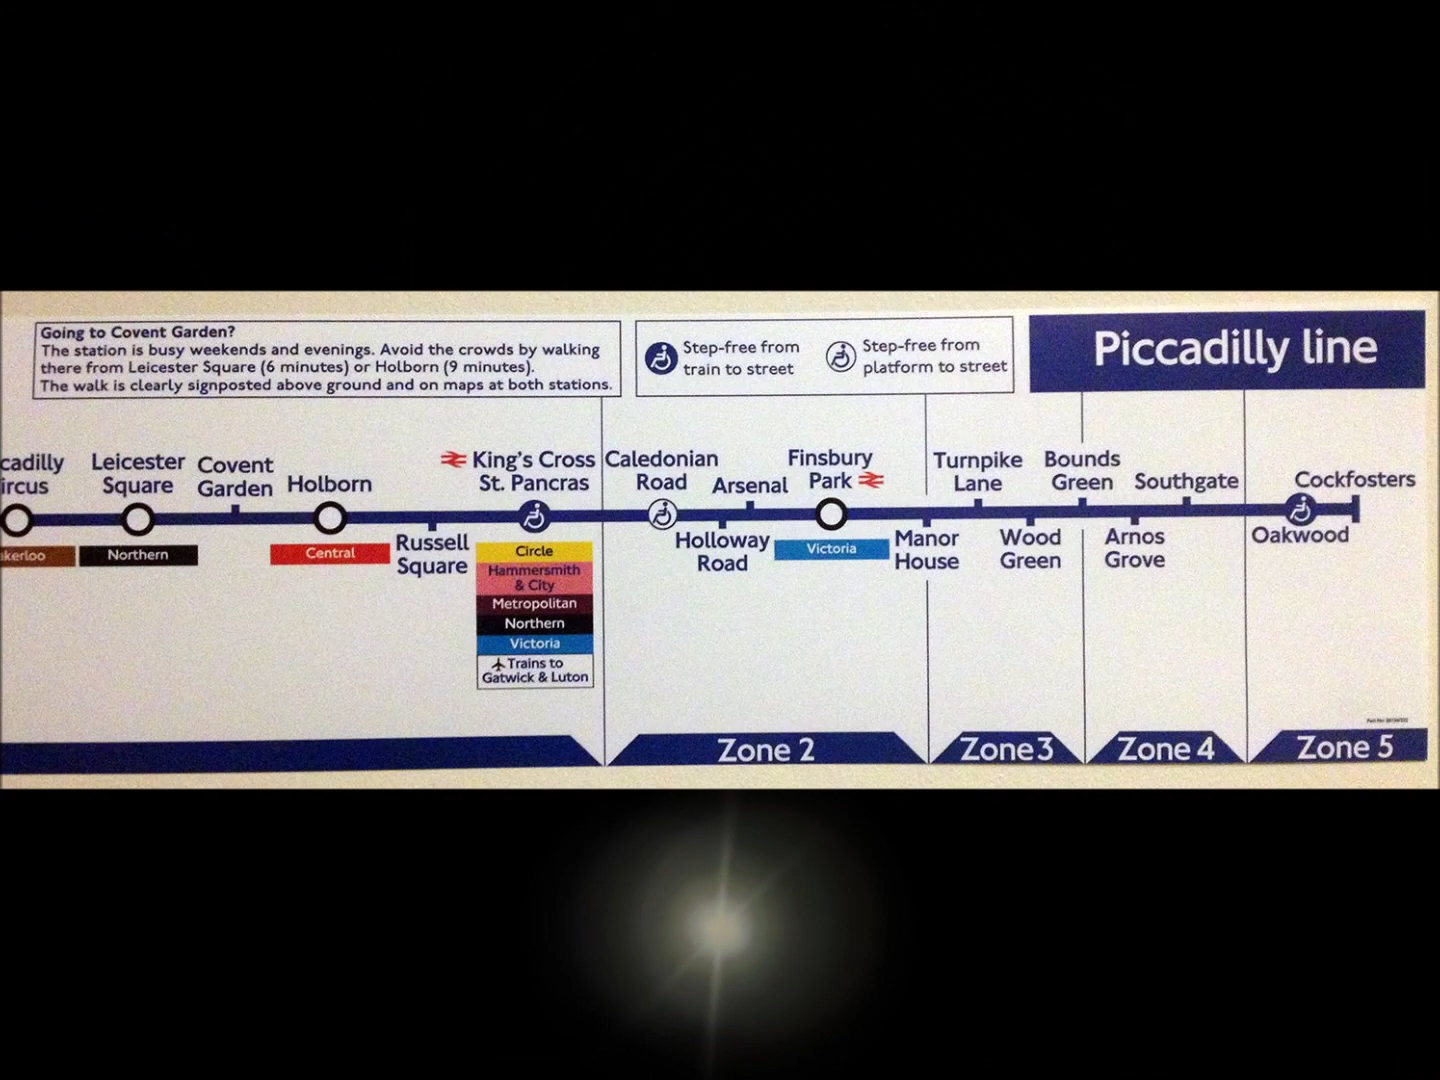 Going to Covent Garden?
The station is busy weekends and evenings. Avoid the crowds by walking
there from Leicester Square (6 minutes) or Holborn (9 minutes).
The walk is clearly signposted above ground and on maps at both stations.
Step-free from
train to street
Step-free from
platform to street
Piccadilly line
cadilly
ircus
kerloo
Leicester
Square
Northern
Covent
Garden
Holborn
Central
Russell
Square
King's Cross
St. Pancras
Circle
Hammersmith
& City
Metropolitan
Northern
Victoria
Trains to
Gatwick & Luton
Caledonian
Road
Holloway
Road
Arsenal
Finsbury
Park
Victoria
Manor
House
Turnpike
Lane
Wood
Green
Bounds
Green
Arnos
Grove
Southgate
Oakwood
Cockfosters
Zone 2
Zone 3
Zone 4
Zone 5